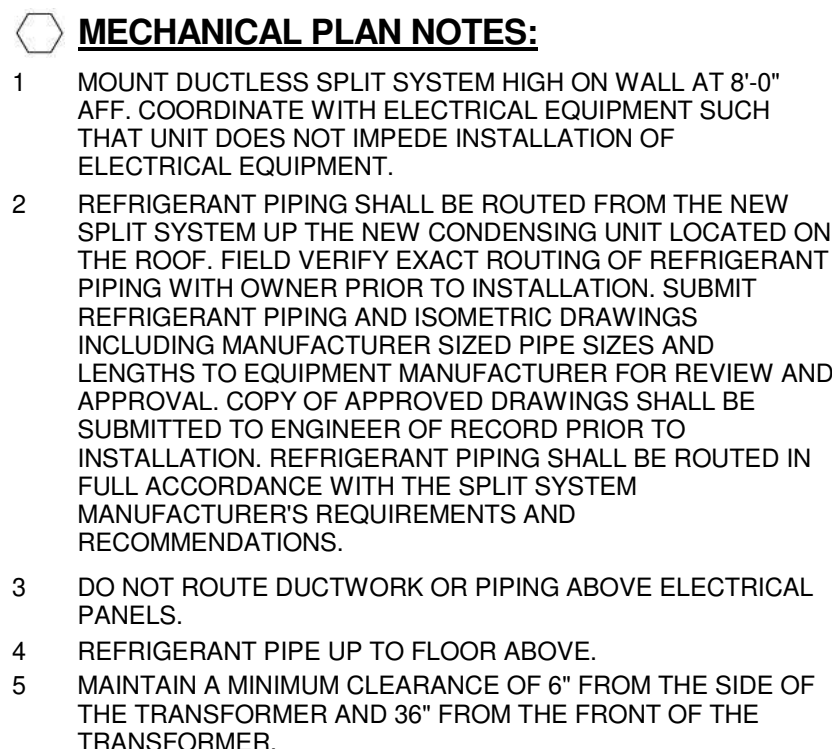 MECHANICAL PLAN NOTES:
1 MOUNT DUCTLESS SPLIT SYSTEM HIGH ON WALL AT 8'-0"
AFF. COORDINATE WITH ELECTRICAL EQUIPMENT SUCH
THAT UNIT DOES NOT IMPEDE INSTALLATION OF
ELECTRICAL EQUIPMENT.
2 REFRIGERANT PIPING SHALL BE ROUTED FROM THE NEW
SPLIT SYSTEM UP THE NEW CONDENSING UNIT LOCATED ON
THE ROOF. FIELD VERIFY EXACT ROUTING OF REFRIGERANT
PIPING WITH OWNER PRIOR TO INSTALLATION. SUBMIT
REFRIGERANT PIPING AND ISOMETRIC DRAWINGS
INCLUDING MANUFACTURER SIZED PIPE SIZES AND
LENGTHS TO EQUIPMENT MANUFACTURER FOR REVIEW AND
APPROVAL. COPY OF APPROVED DRAWINGS SHALL BE
SUBMITTED TO ENGINEER OF RECORD PRIOR TO
INSTALLATION. REFRIGERANT PIPING SHALL BE ROUTED IN
FULL ACCORDANCE WITH THE SPLIT SYSTEM
MANUFACTURER'S REQUIREMENTS AND
RECOMMENDATIONS.
3 DO NOT ROUTE DUCTWORK OR PIPING ABOVE ELECTRICAL
PANELS.
4 REFRIGERANT PIPE UP TO FLOOR ABOVE.
5 MAINTAIN A MINIMUM CLEARANCE OF 6" FROM THE SIDE OF
THE TRANSFORMER AND 36" FROM THE FRONT OF THE
TRANSFORMER.